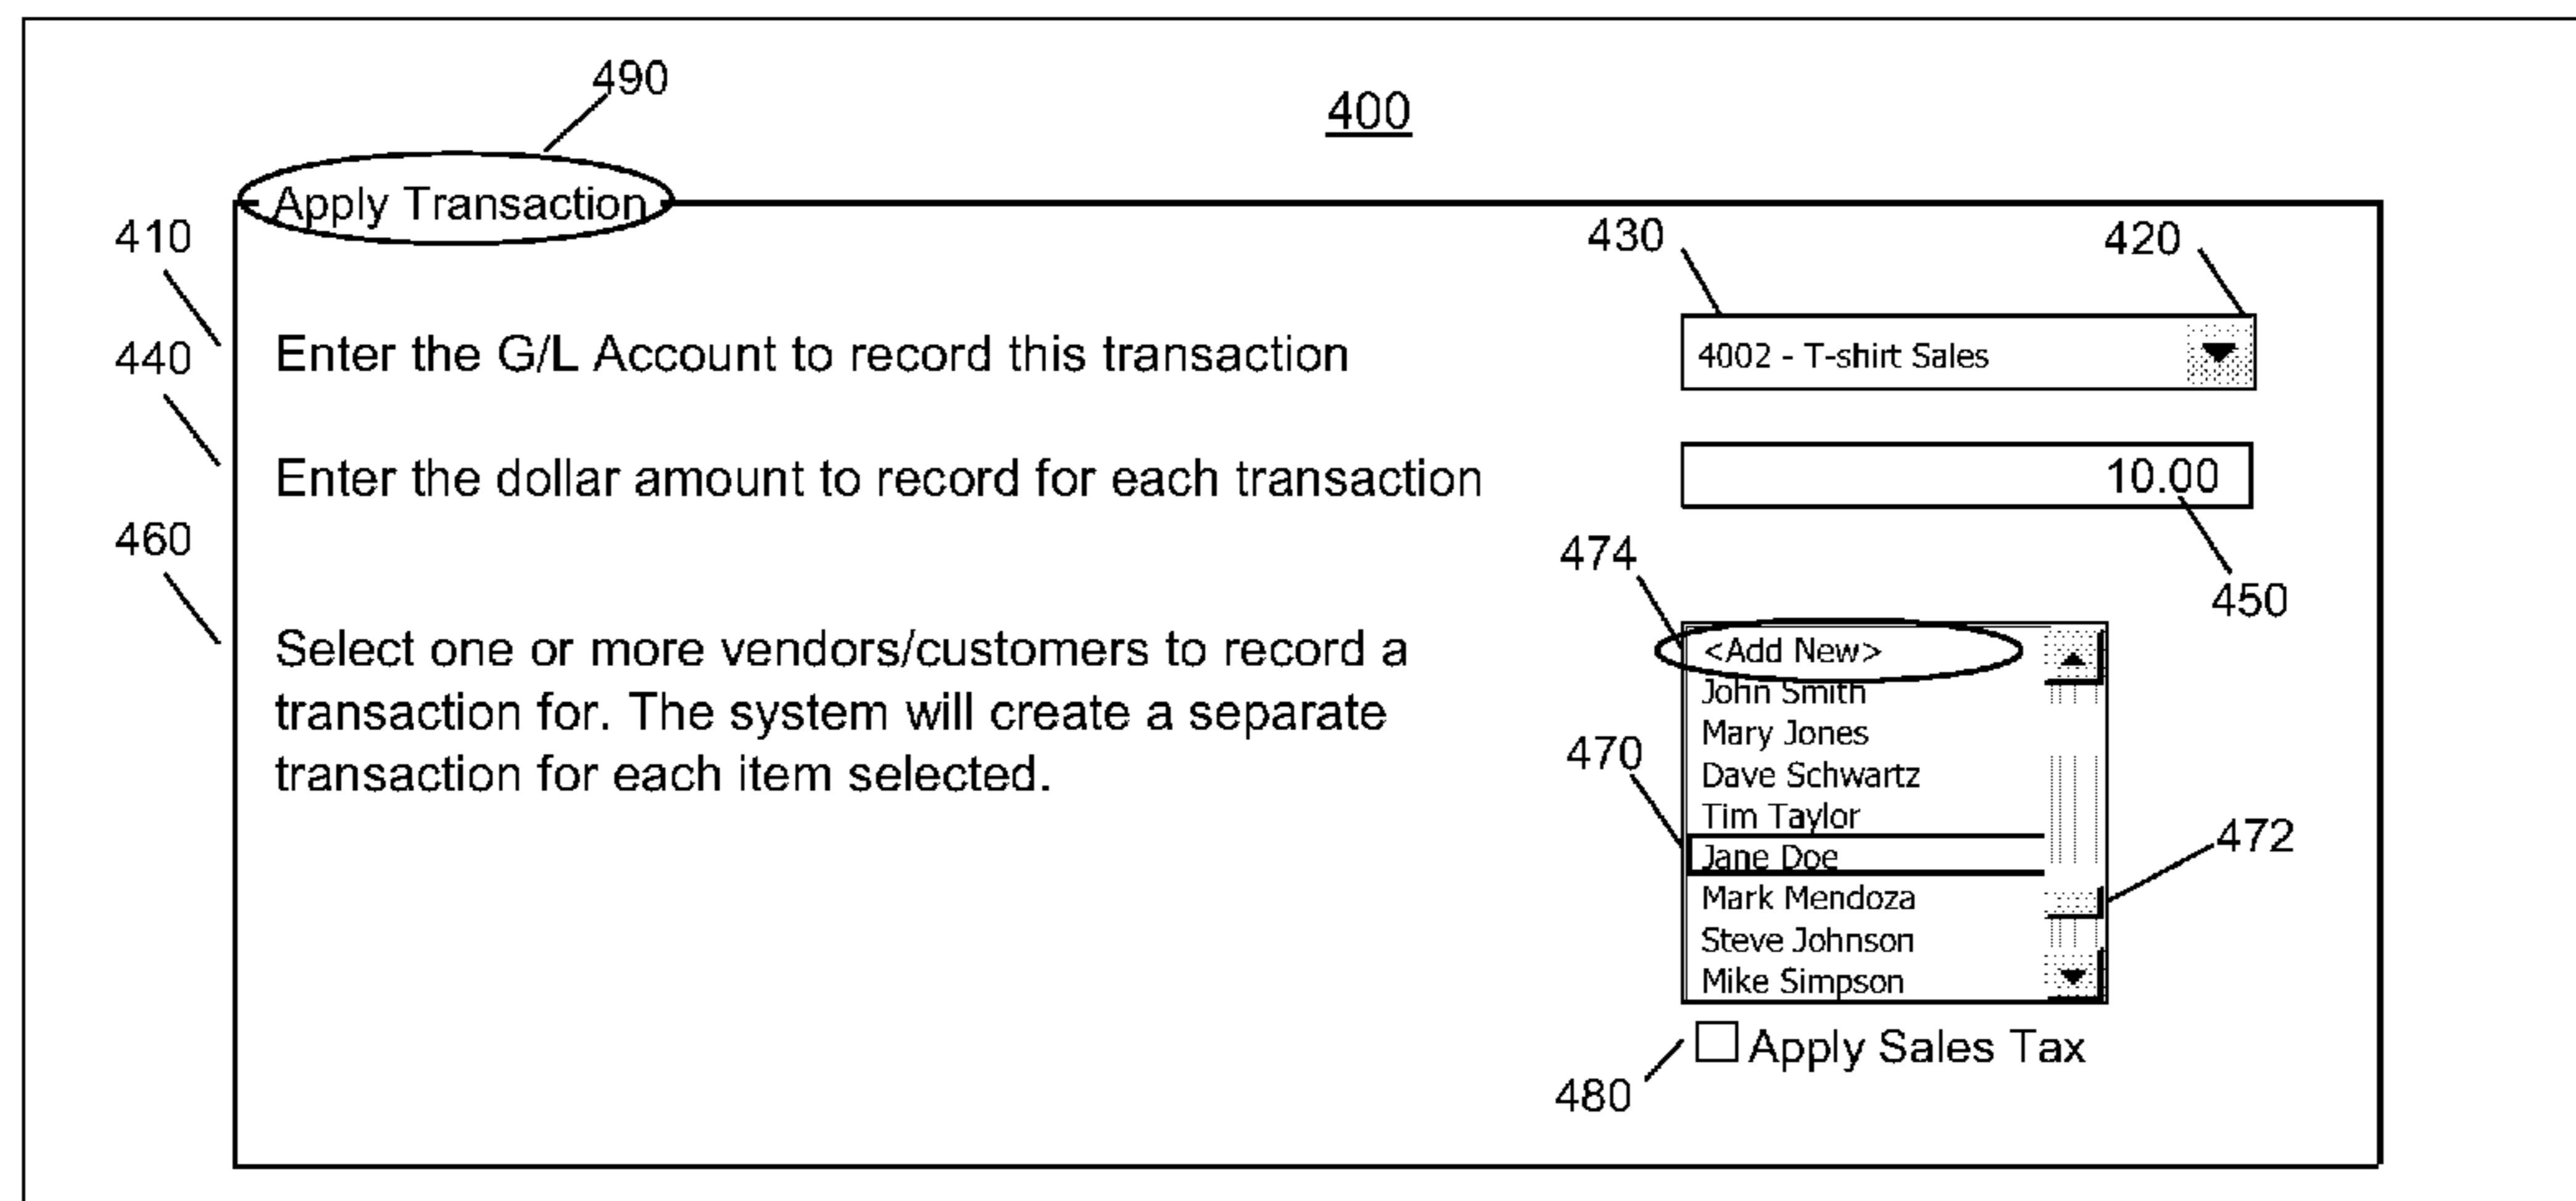 490
400
Apply Transaction
410
430
420
Enter the G/L Account to record this transaction
4002 - T-shirt Sales
440
Enter the dollar amount to record for each transaction
10.00
450
460
474
Select one or more vendors/customers to record a
transaction for. The system will create a separate
transaction for each item selected.
<Add New>
John Smith
Mary Jones
470
Dave Schwartz
Tim Taylor
Jane Doe
472
Mark Mendoza
Steve Johnson
Mike Simpson
Apply Sales Tax
480